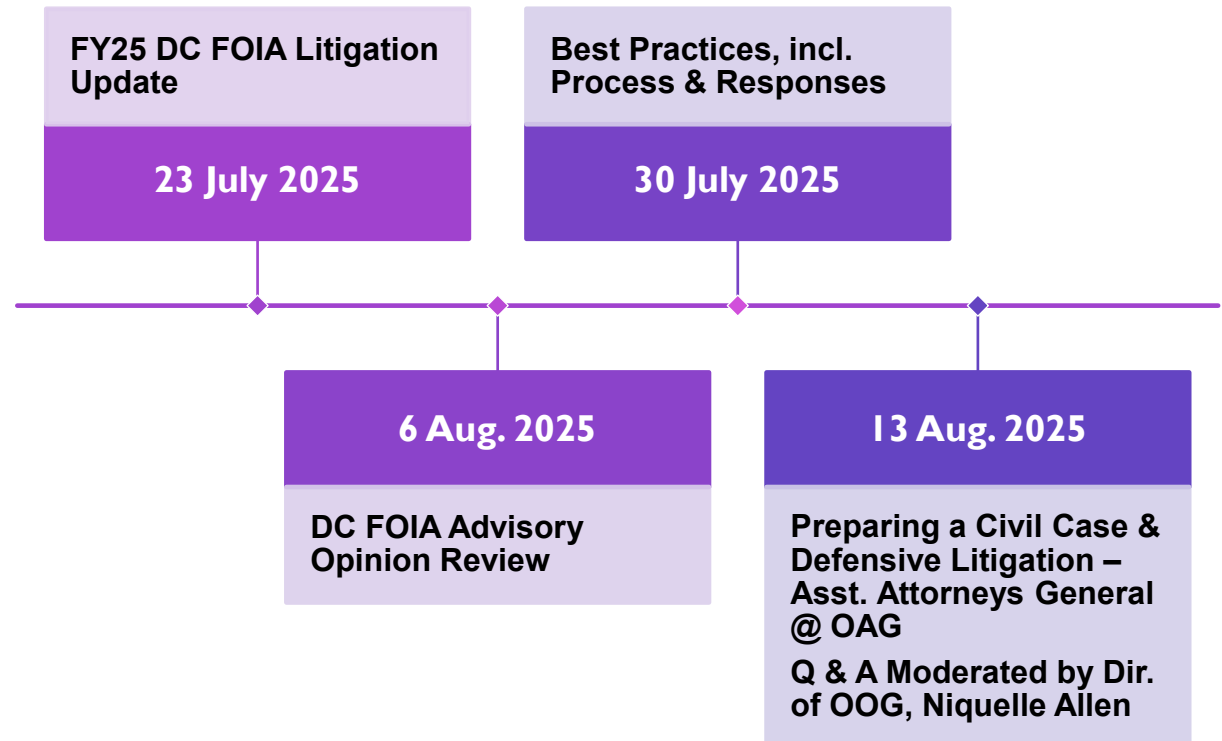 FY25 DC FOIA Litigation
Update
23 July 2025
Best Practices, incl.
Process & Responses
30 July 2025
6 Aug. 2025
DC FOIA Advisory
Opinion Review
13 Aug. 2025
Preparing a Civil Case &
Defensive Litigation –
Asst. Attorneys General
@ OAG
Q & A Moderated by Dir.
of OOG, Niquelle Allen